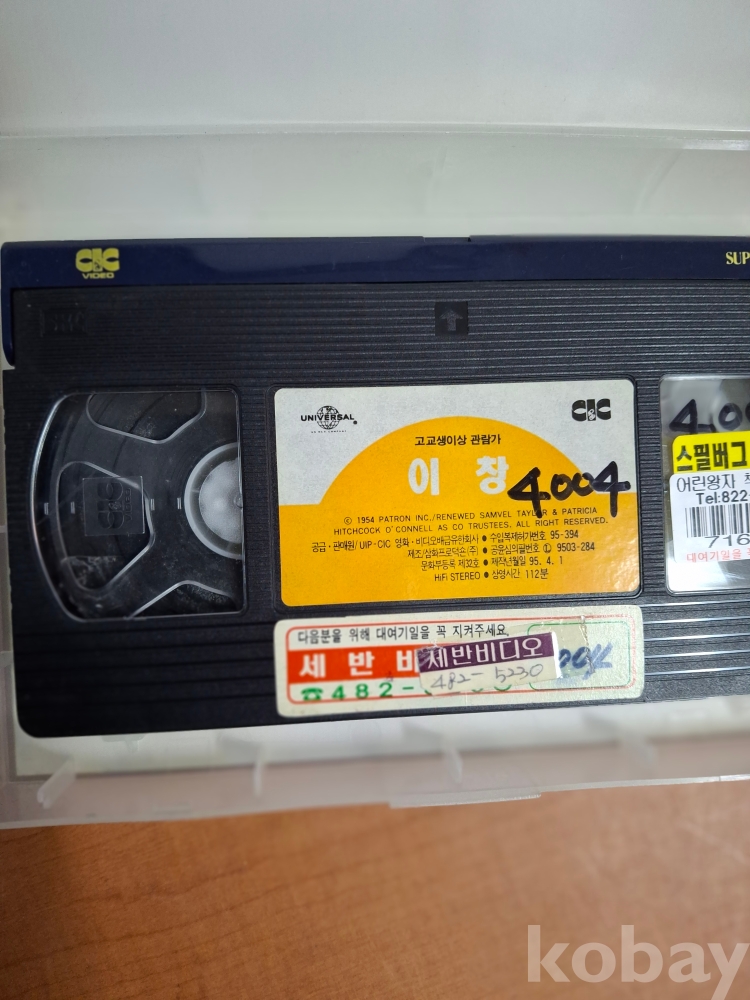 CIC
VIDEO
SUP
UNIVERSAL
CIC
고교생이상 관람가
이 창
4.004
© 1954 PATRON INC./RENEWED SAMVEL TAYLOR & PATRICIA
HITCHCOCK O'CONNELL AS CO TRUSTEES. ALL RIGHT RESERVED.
공급·판매원/UIP-CIC 영화·비디오배급유한회사 ● 수입복제허가번호 95-394
제조/삼화프로덕숀(주) ● 공윤심의필번호 ① 9503-284
문화부등록 제32호 ● 제작년월일 95. 4. 1
HiFi STEREO ● 상영시간 112분
스필버그
어린왕자
Tel:822
716
대여기일을
다음분을 위해 대여기일을 꼭 지켜주세요.
세 반 비
세반비디오
☎482-
482-5230
kobay